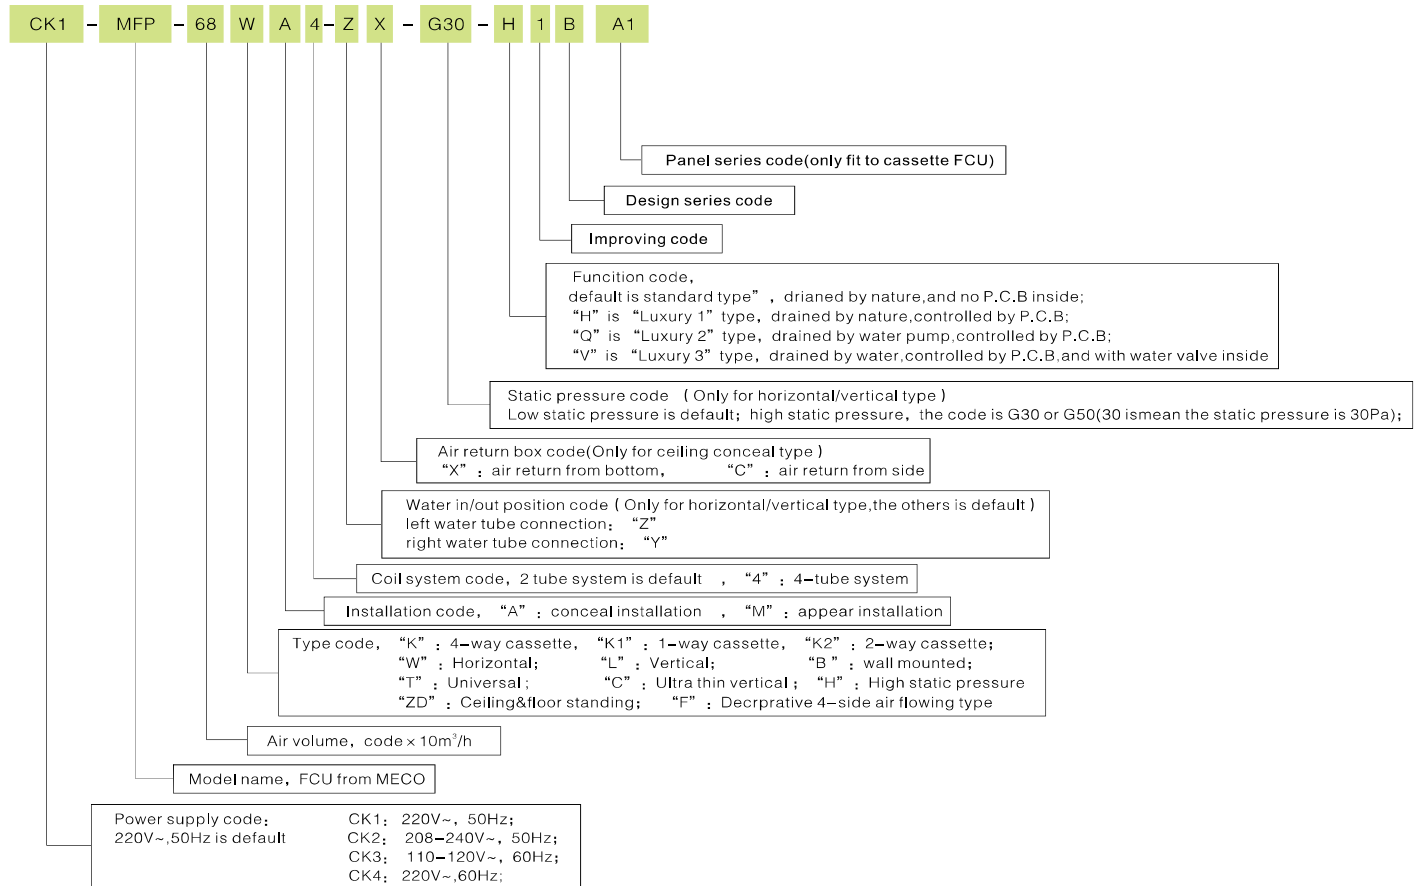 CK1 - MFP - 68 W A 4 - Z X - G30 - H 1 B A1
Panel series code(only fit to cassette FCU)
Design series code
Improving code
Funcition code,
default is standard type” , drianed by nature,and no P.C.B inside;
“H” is “Luxury 1” type, drained by nature,controlled by P.C.B;
“Q” is “Luxury 2” type, drained by water pump,controlled by P.C.B;
“V” is “Luxury 3” type, drained by water,controlled by P.C.B,and with water valve inside
Static pressure code ( Only for horizontal/vertical type )
Low static pressure is default; high static pressure, the code is G30 or G50(30 ismean the static pressure is 30Pa);
Air return box code(Only for ceiling conceal type )
“X” : air return from bottom, “C” : air return from side
Water in/out position code ( Only for horizontal/vertical type,the others is default )
left water tube connection: “Z”
right water tube connection: “Y”
Coil system code, 2 tube system is default , “4” : 4–tube system
Installation code, “A” : conceal installation , “M” : appear installation
Type code, “K” : 4–way cassette, “K1” : 1–way cassette, “K2” : 2–way cassette;
“W” : Horizontal; “L” : Vertical; “B ” : wall mounted;
“T” : Universal ; “C” : Ultra thin vertical ; “H” : High static pressure
“ZD” : Ceiling&floor standing; “F” : Decrprative 4–side air flowing type
Air volume, code × 10m³/h
Model name, FCU from MECO
Power supply code: CK1: 220V~, 50Hz;
220V~,50Hz is default CK2: 208–240V~, 50Hz;
CK3: 110–120V~, 60Hz;
CK4: 220V~,60Hz;